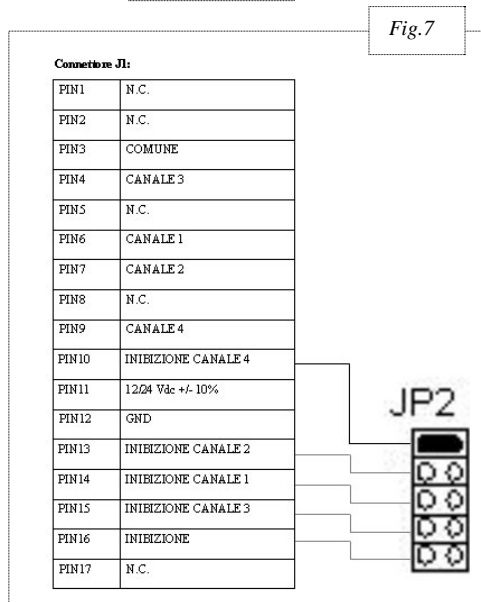 Fig.7
Connettore J1:
PIN1 N.C.
PIN2 N.C.
PIN3 COMUNE
PIN4 CANALE 3
PIN5 N.C.
PIN6 CANALE 1
PIN7 CANALE 2
PIN8 N.C.
PIN9 CANALE 4
PIN10 INIBIZIONE CANALE 4
PIN11 12/24 Vdc +/- 10%
PIN12 GND
PIN13 INIBIZIONE CANALE 2
PIN14 INIBIZIONE CANALE 1
PIN15 INIBIZIONE CANALE 3
PIN16 INIBIZIONE
PIN17 N.C.
JP2